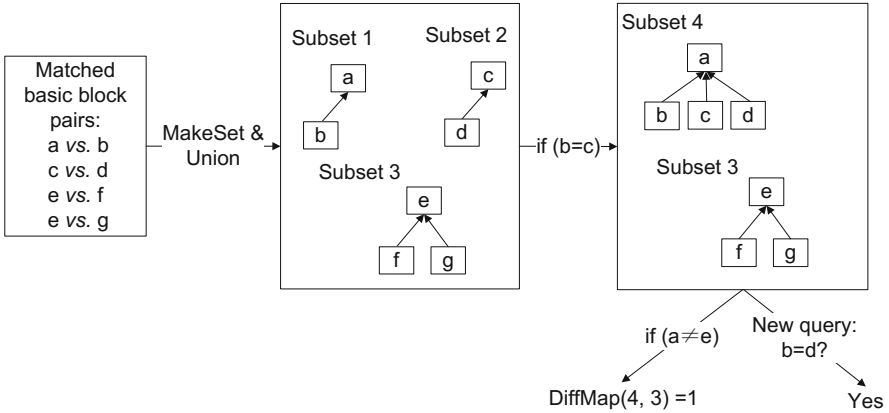 Matched
basic block
pairs:
a vs. b
c vs. d
e vs. f
e vs. g
MakeSet &
Union
Subset 1
a
b
Subset 2
c
d
Subset 3
e
f
g
if (b=c)
Subset 4
a
b
c
d
Subset 3
e
f
g
if (a≠e)
DiffMap(4, 3) =1
New query:
b=d?
Yes